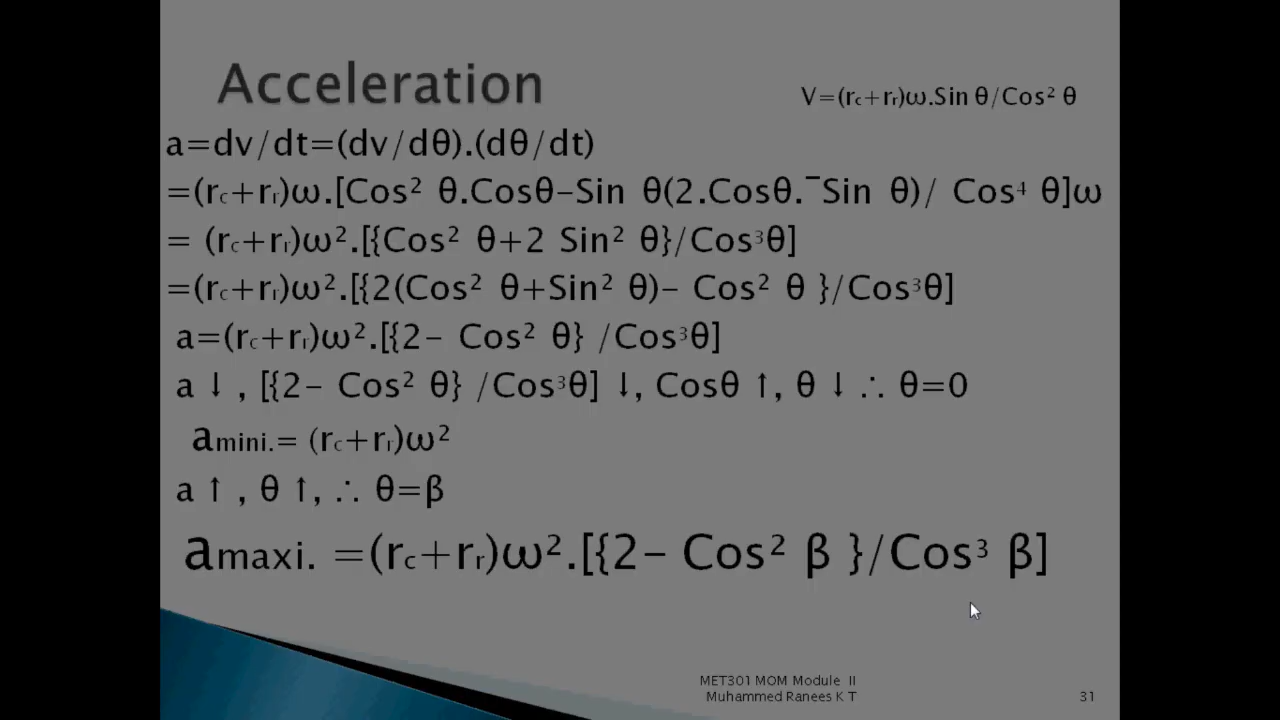 Acceleration
V=(rc+rr)ω.Sin θ/Cos² θ
a=dv/dt=(dv/dθ).(dθ/dt)
=(rc+rr)ω.[Cos² θ.Cosθ-Sin θ(2.Cosθ.¯Sin θ)/ Cos⁴ θ]ω
= (rc+rr)ω².[{Cos² θ+2 Sin² θ}/Cos³θ]
=(rc+rr)ω².[{2(Cos² θ+Sin² θ)- Cos² θ }/Cos³θ]
a=(rc+rr)ω².[{2- Cos² θ} /Cos³θ]
a ↓ , [{2- Cos² θ} /Cos³θ] ↓, Cosθ ↑, θ ↓ ∴ θ=0
amini.= (rc+rr)ω²
a ↑ , θ ↑, ∴ θ=β
amaxi. =(rc+rr)ω².[{2- Cos² β }/Cos³ β]
MET301 MOM Module II
Muhammed Ranees K T
31